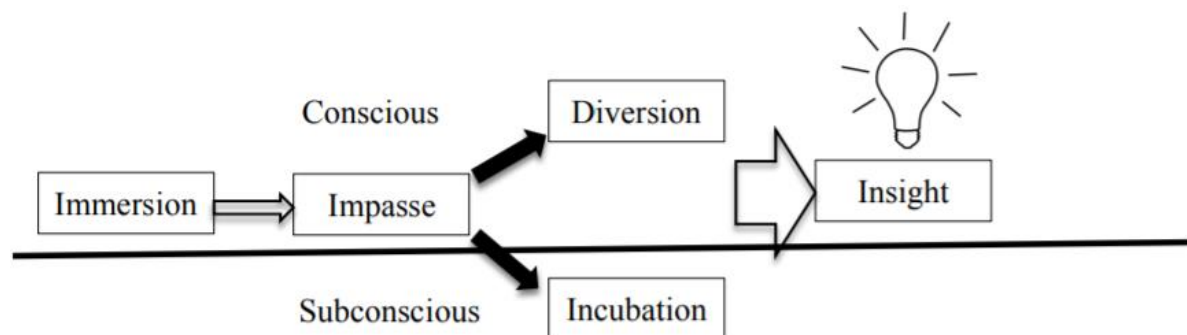 Conscious
Diversion
Immersion
Impasse
Insight
Subconscious
Incubation